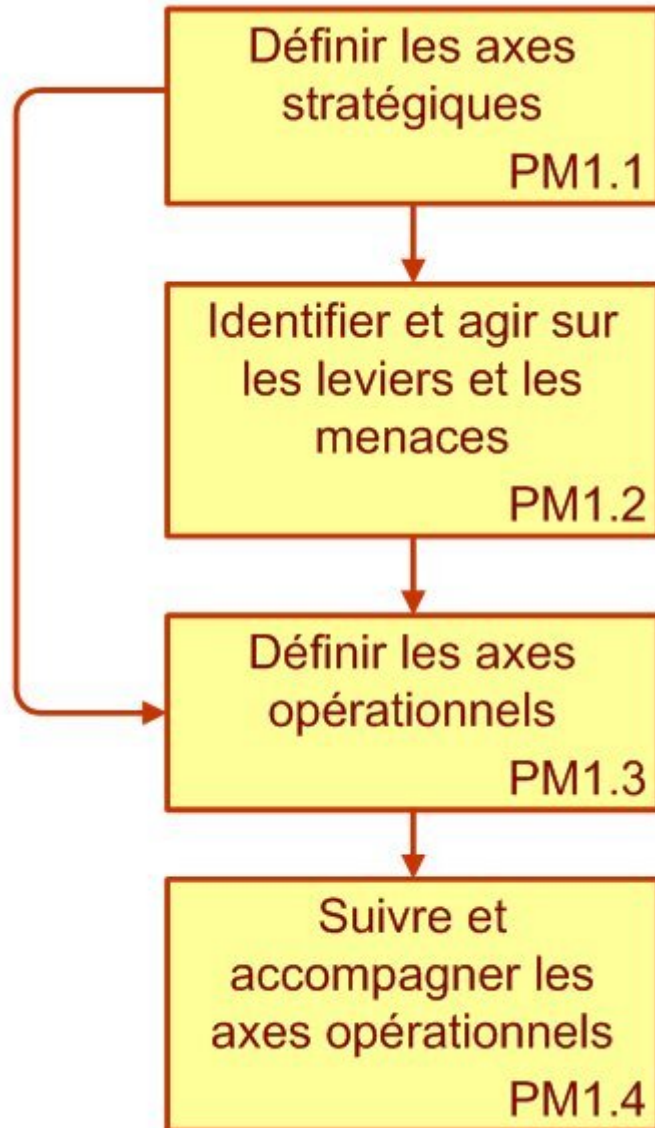 Définir les axes
stratégiques
PM1.1
Identifier et agir sur
les leviers et les
menaces
PM1.2
Définir les axes
opérationnels
PM1.3
Suivre et
accompagner les
axes opérationnels
PM1.4